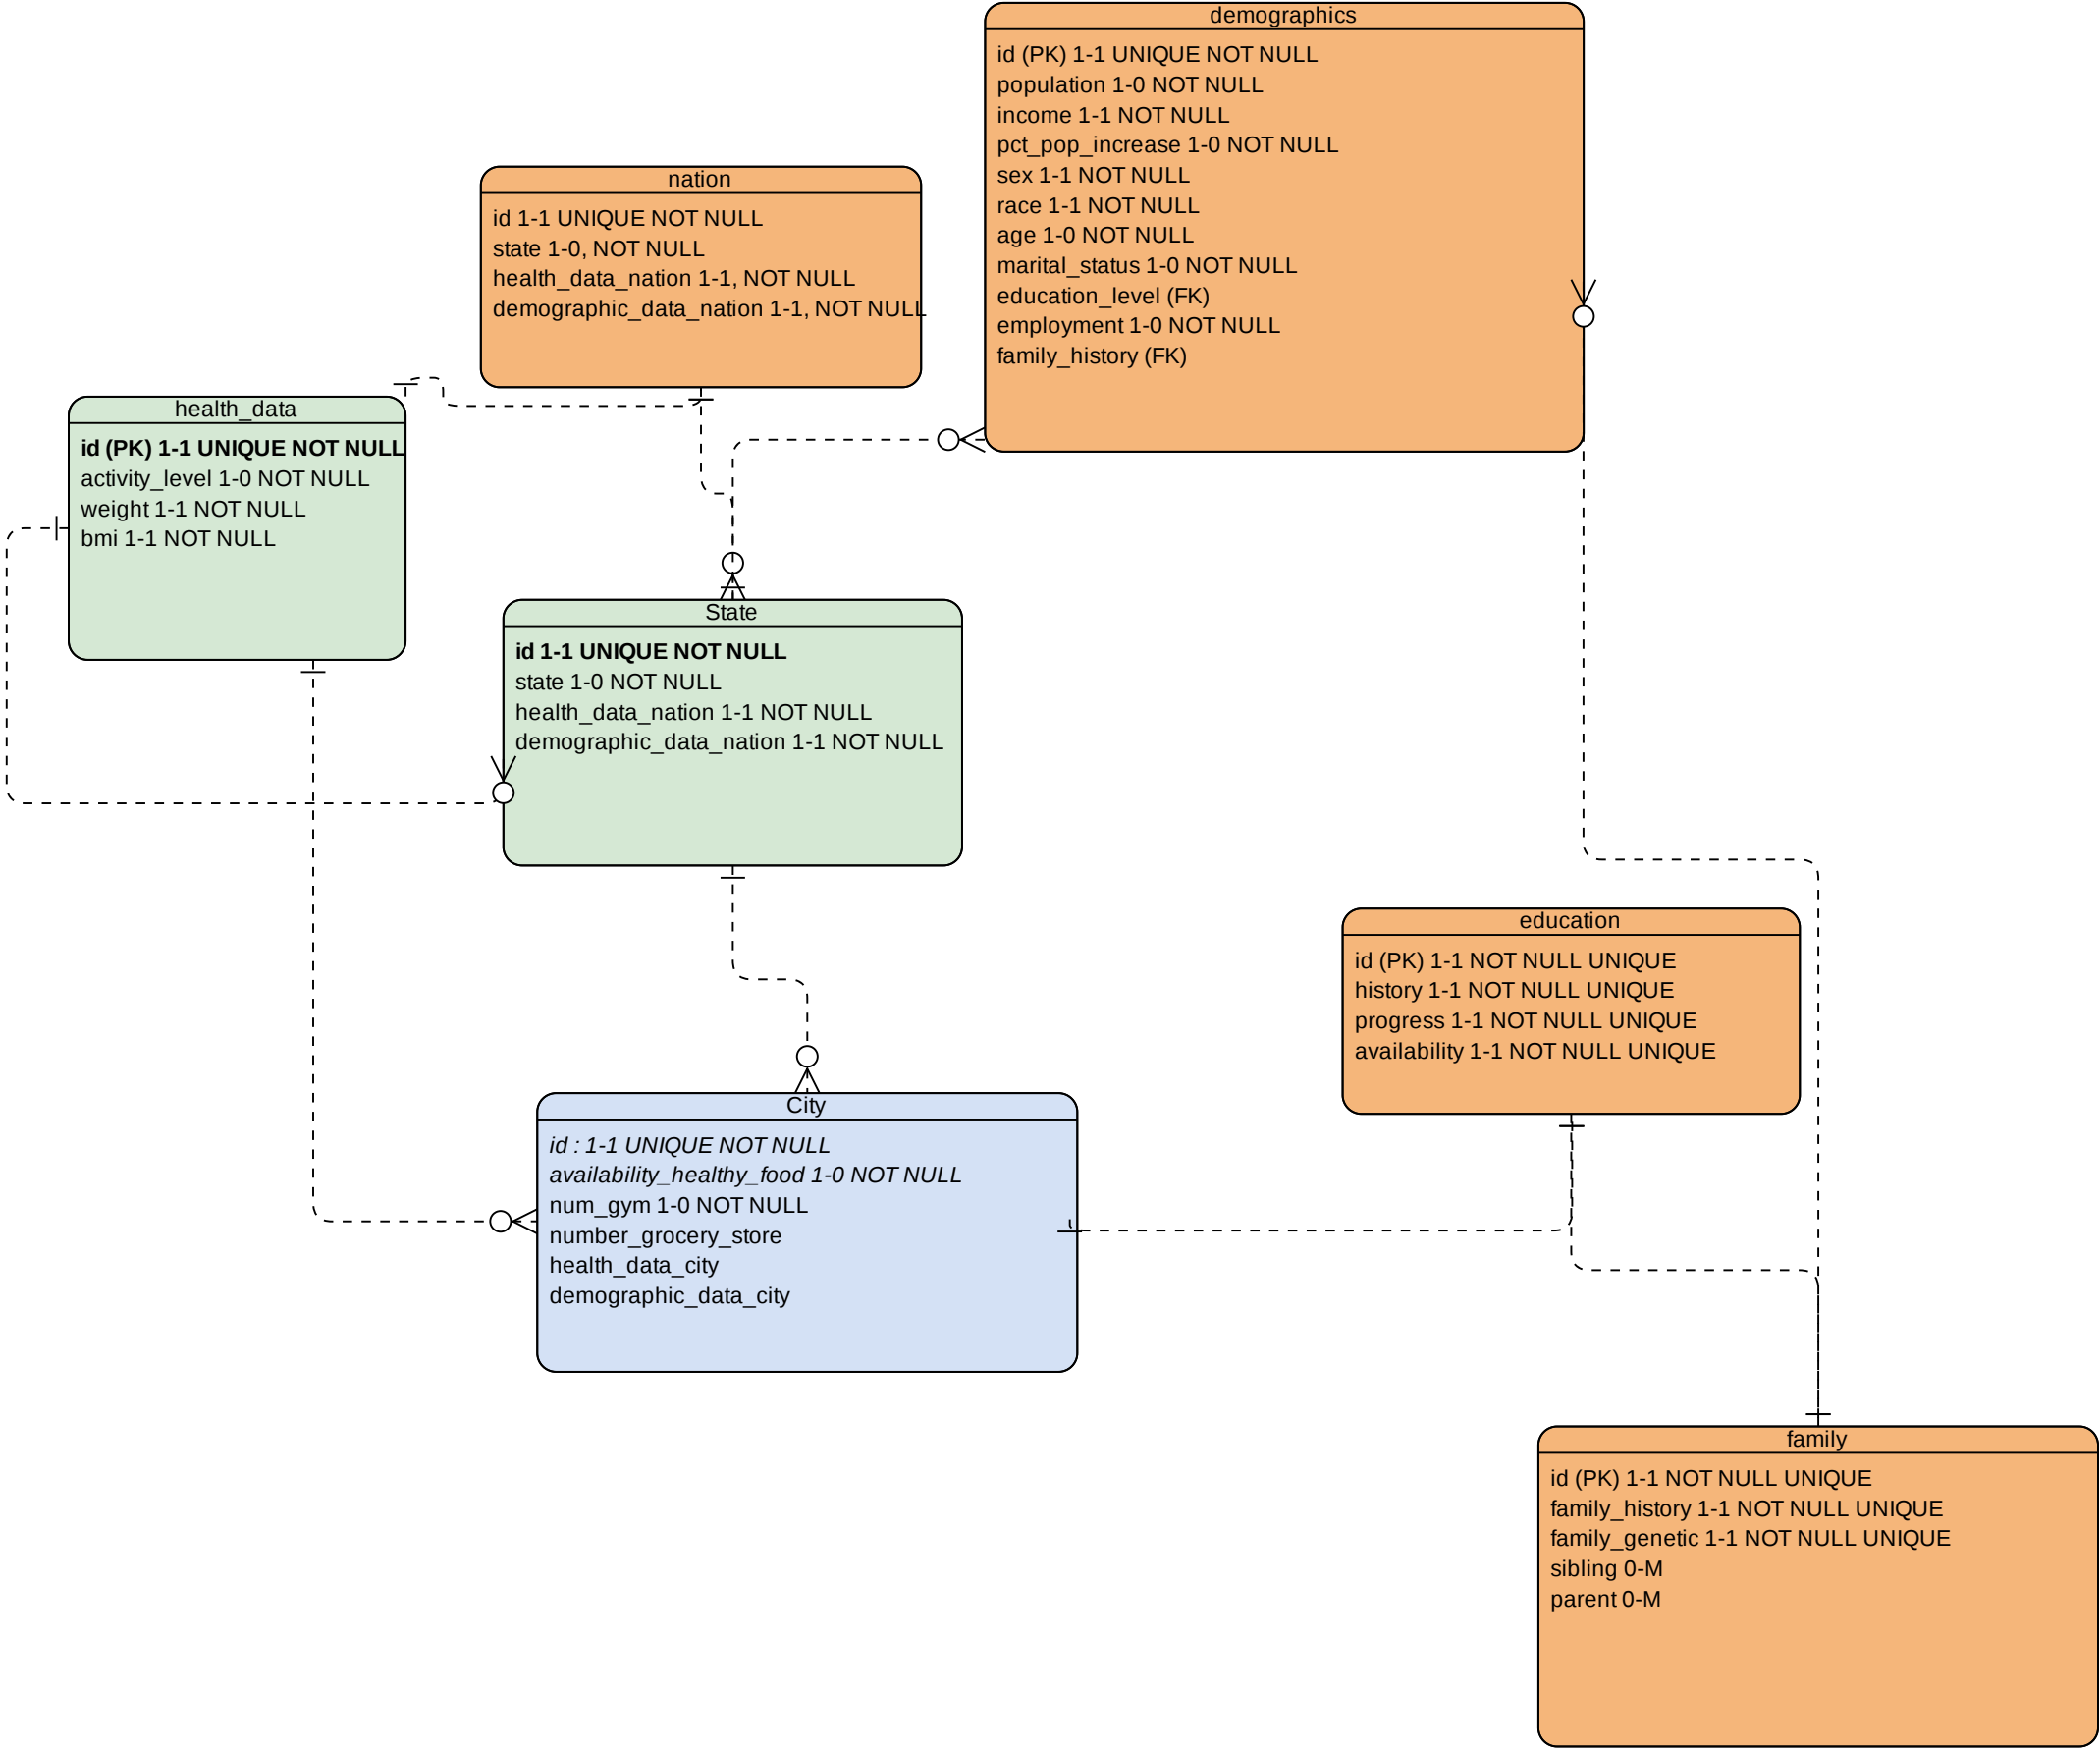 demographics
id (PK) 1-1 UNIQUE NOT NULL
population 1-0 NOT NULL
income 1-1 NOT NULL
pct_pop_increase 1-0 NOT NULL
sex 1-1 NOT NULL
race 1-1 NOT NULL
age 1-0 NOT NULL
marital_status 1-0 NOT NULL
education_level (FK)
employment 1-0 NOT NULL
family_history (FK)
nation
id 1-1 UNIQUE NOT NULL
state 1-0, NOT NULL
health_data_nation 1-1, NOT NULL
demographic_data_nation 1-1, NOT NULL
health_data
id (PK) 1-1 UNIQUE NOT NULL
activity_level 1-0 NOT NULL
weight 1-1 NOT NULL
bmi 1-1 NOT NULL
State
id 1-1 UNIQUE NOT NULL
state 1-0 NOT NULL
health_data_nation 1-1 NOT NULL
demographic_data_nation 1-1 NOT NULL
education
id (PK) 1-1 NOT NULL UNIQUE
history 1-1 NOT NULL UNIQUE
progress 1-1 NOT NULL UNIQUE
availability 1-1 NOT NULL UNIQUE
City
id : 1-1 UNIQUE NOT NULL
availability_healthy_food 1-0 NOT NULL
num_gym 1-0 NOT NULL
number_grocery_store
health_data_city
demographic_data_city
family
id (PK) 1-1 NOT NULL UNIQUE
family_history 1-1 NOT NULL UNIQUE
family_genetic 1-1 NOT NULL UNIQUE
sibling 0-M
parent 0-M